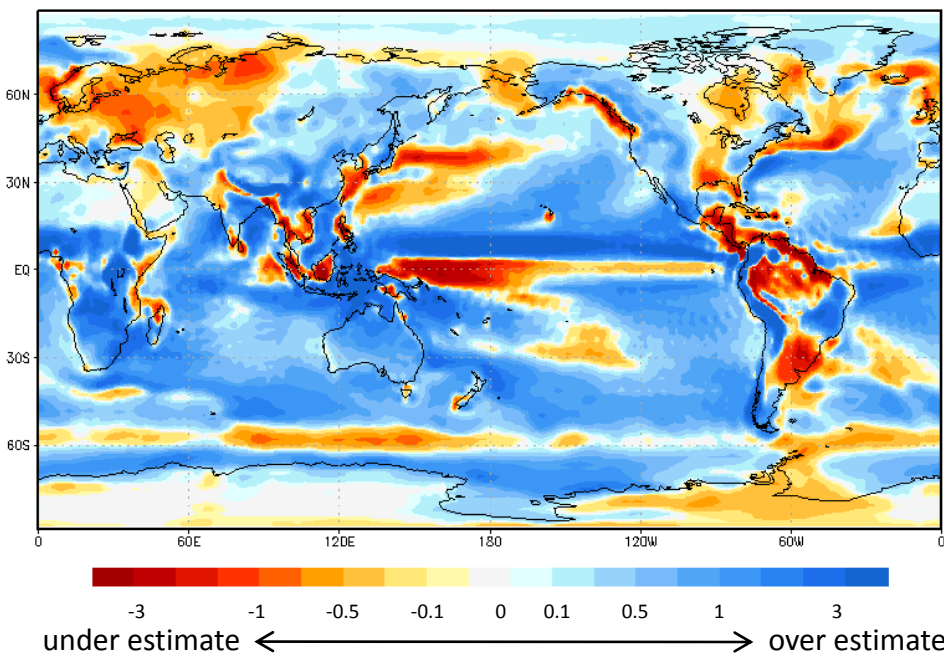 60N
30N
EQ
30S
60S
0 60E 120E 180 120W 60W 0
-3 -1 -0.5 -0.1 0 0.1 0.5 1 3
under estimate over estimate